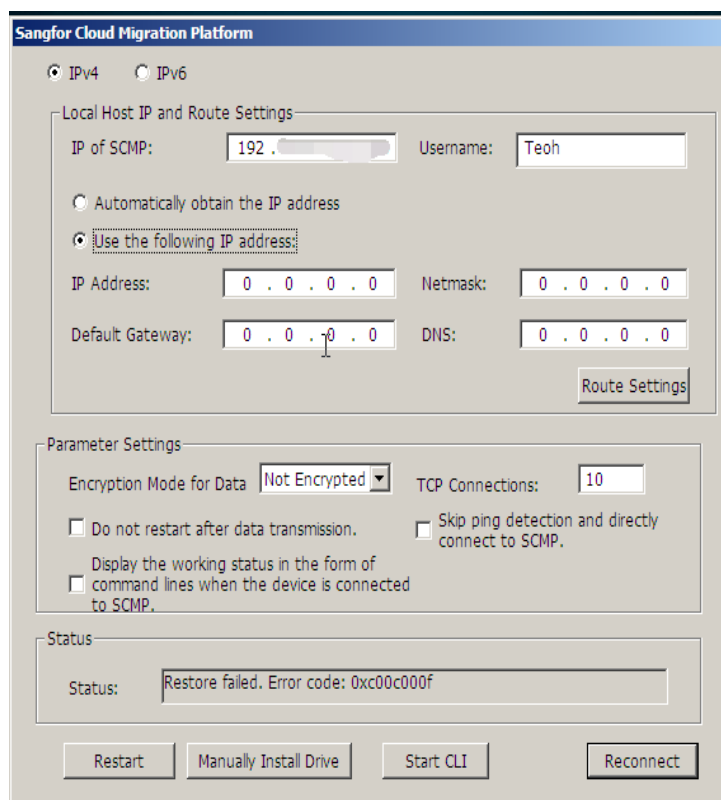 Sangfor Cloud Migration Platform
IPv4 IPv6
Local Host IP and Route Settings
IP of SCMP: 192 . Username: Teoh
Automatically obtain the IP address
Use the following IP address:
IP Address: 0 . 0 . 0 . 0 Netmask: 0 . 0 . 0 . 0
Default Gateway: 0 . 0 . 0 . 0 DNS: 0 . 0 . 0 . 0
Route Settings
Parameter Settings
Encryption Mode for Data Not Encrypted TCP Connections: 10
Do not restart after data transmission.
Skip ping detection and directly
connect to SCMP.
Display the working status in the form of
command lines when the device is connected
to SCMP.
Status
Status: Restore failed. Error code: 0xc00c000f
Restart Manually Install Drive Start CLI Reconnect